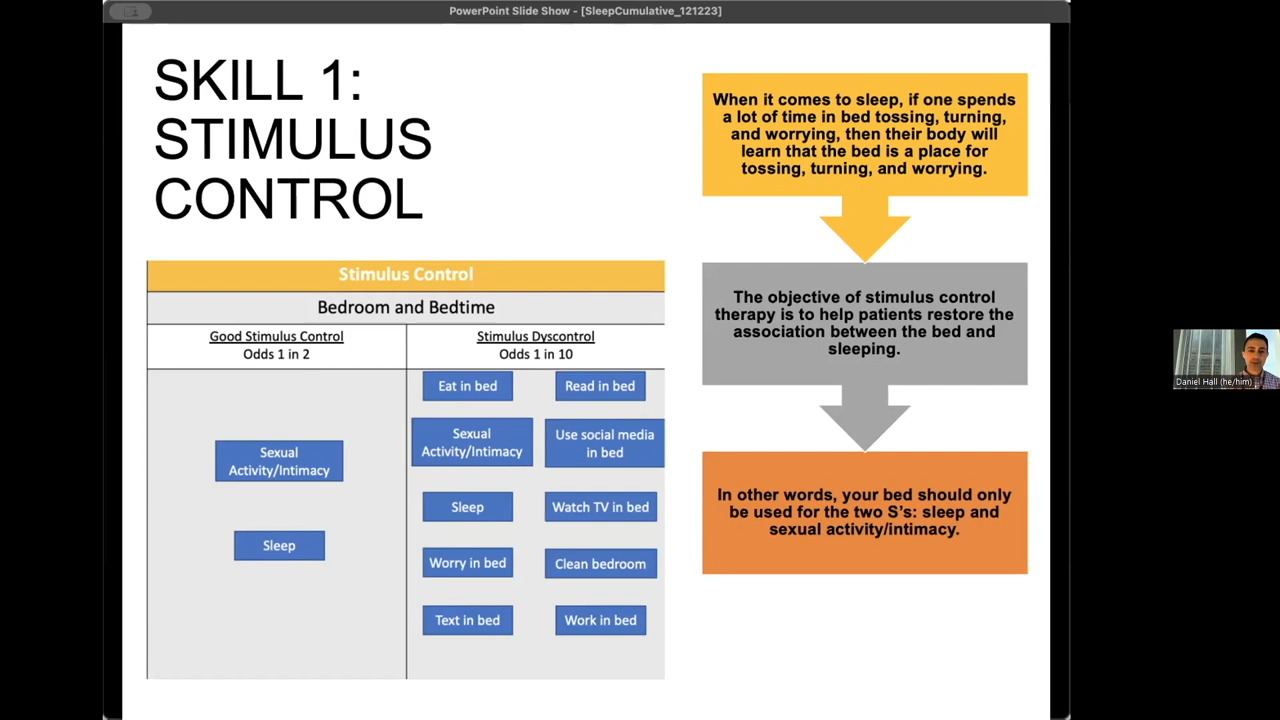 PowerPoint Slide Show - [SleepCumulative_121223]
SKILL 1:
STIMULUS
CONTROL
Stimulus Control
Bedroom and Bedtime
Good Stimulus Control
Odds 1 in 2
Sexual
Activity/Intimacy
Sleep
Stimulus Dyscontrol
Odds 1 in 10
Eat in bed
Read in bed
Sexual
Activity/Intimacy
Use social media
in bed
Sleep
Watch TV in bed
Worry in bed
Clean bedroom
Text in bed
Work in bed
When it comes to sleep, if one spends
a lot of time in bed tossing, turning,
and worrying, then their body will
learn that the bed is a place for
tossing, turning, and worrying.
The objective of stimulus control
therapy is to help patients restore the
association between the bed and
sleeping.
In other words, your bed should only
be used for the two S's: sleep and
sexual activity/intimacy.
Daniel Hall (he/him)